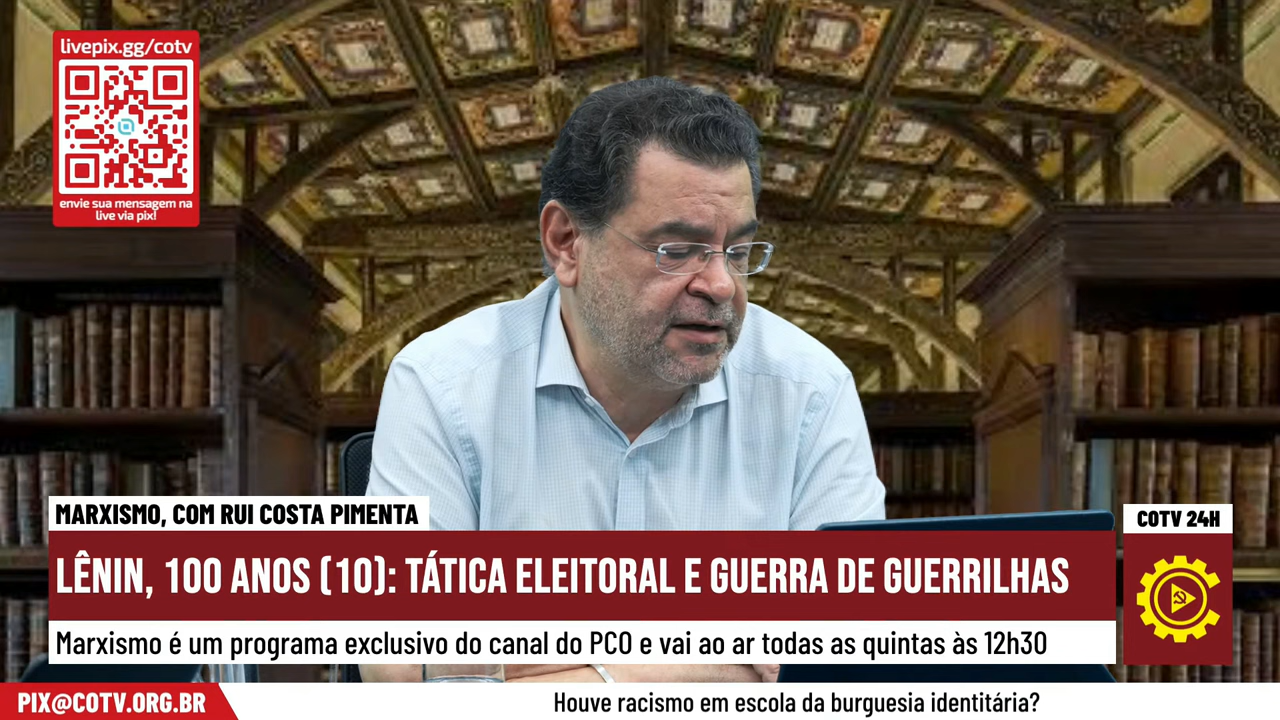 livepix.gg/cotv
envie sua mensagem na
live via pix!
MARXISMO, COM RUI COSTA PIMENTA
COTV 24H
LÊNIN, 100 ANOS (10): TÁTICA ELEITORAL E GUERRA DE GUERRILHAS
Marxismo é um programa exclusivo do canal do PCO e vai ao ar todas as quintas às 12h30
PIX@COTV.ORG.BR
Houve racismo em escola da burguesia identitária?